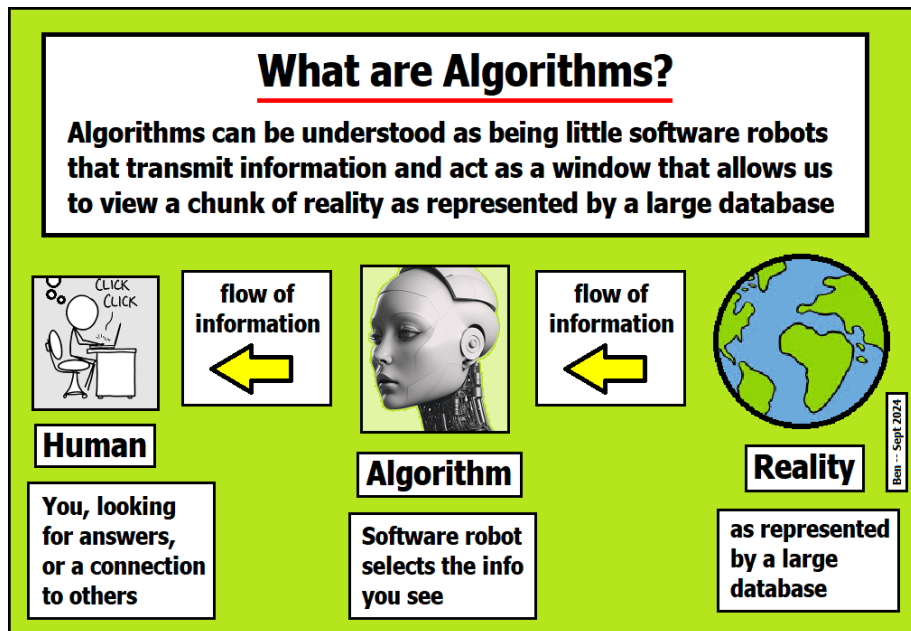 What are Algorithms?
Algorithms can be understood as being little software robots
that transmit information and act as a window that allows us
to view a chunk of reality as represented by a large database
CLICK
CLICK
flow of
information
flow of
information
Human
Algorithm
Reality
Ben -- Sept 2024
You, looking
for answers,
or a connection
to others
Software robot
selects the info
you see
as represented
by a large
database